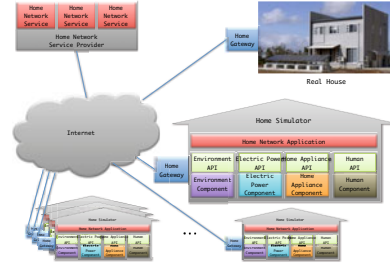 Home Network Service
Home Network Service
Home Network Service
Home Network Service Provider
Home Gateway
Real House
Internet
Home Simulator
Home Network Application
Environment API
Electric Power API
Home Appliance API
Human API
Home Gateway
Environment Component
Electric Power Component
Home Appliance Component
Human Component
Home Simulator
Home Network Application
Environment API
Electric Power API
Home Appliance API
Human API
...
Home Simulator
Home Network Application
Environment API
Electric Power API
Home Appliance API
Human API
Home Gateway